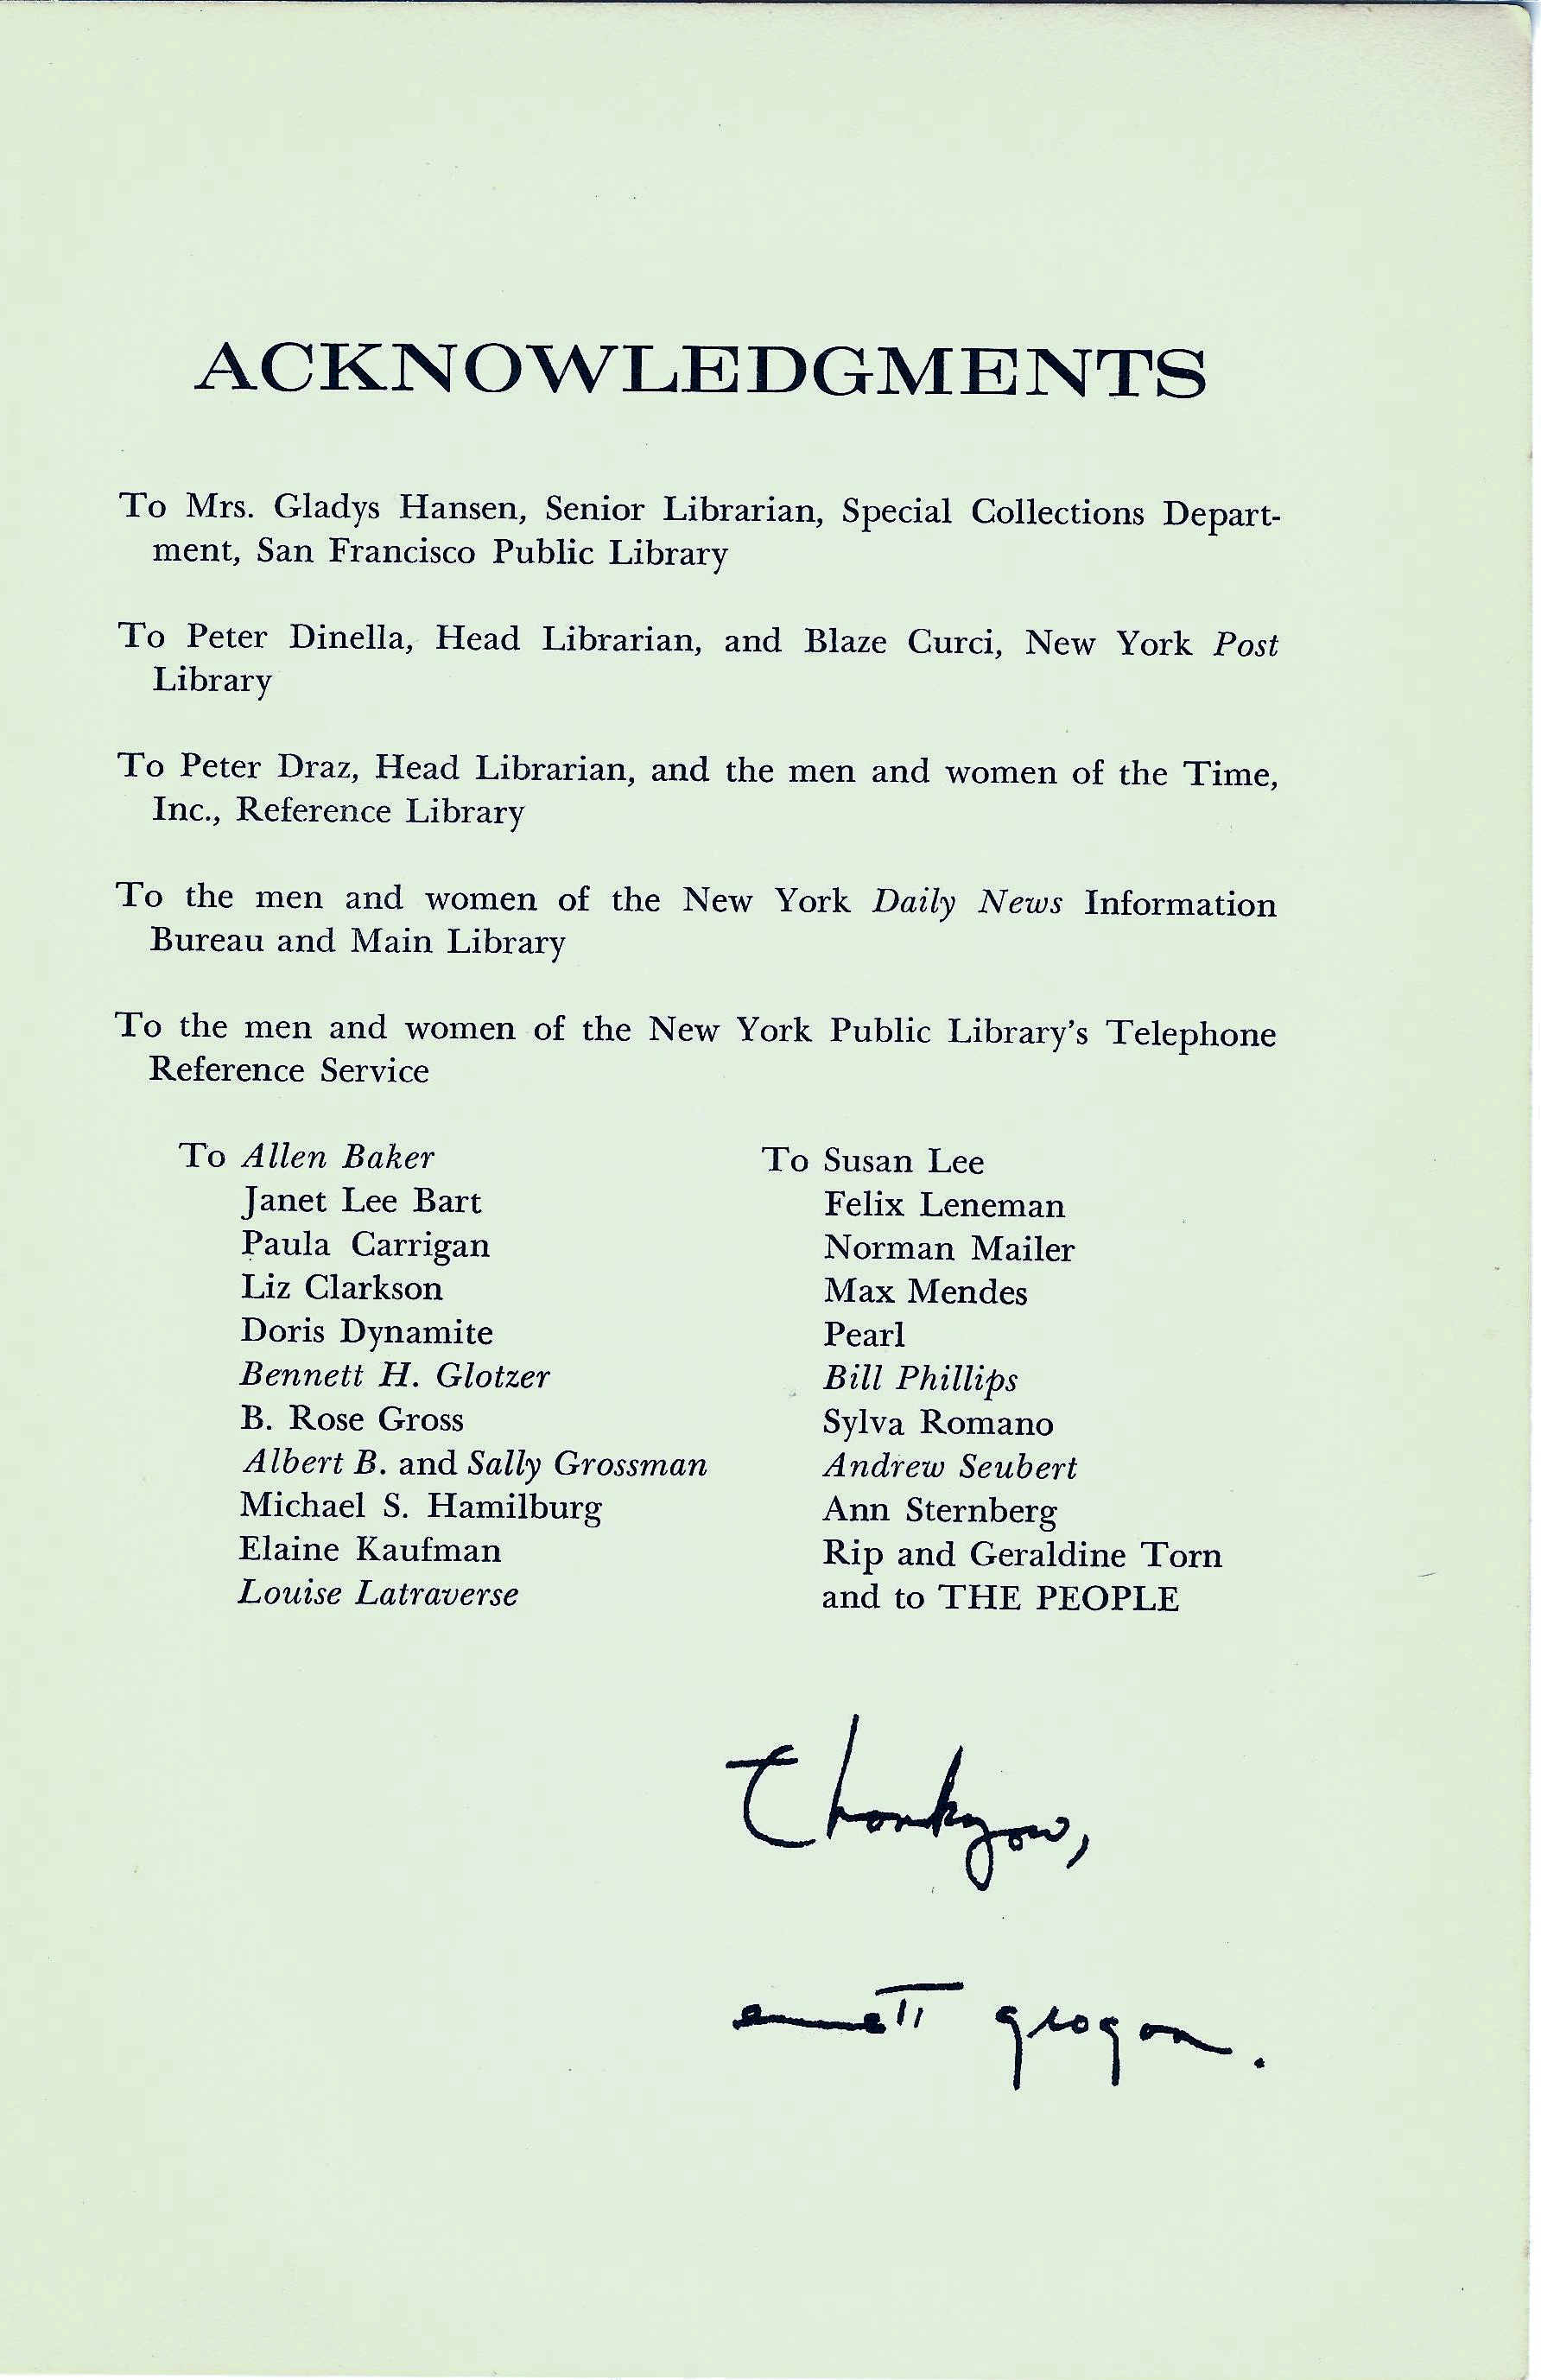 ACKNOWLEDGMENTS
To Mrs. Gladys Hansen, Senior Librarian, Special Collections Depart-
ment, San Francisco Public Library
To Peter Dinella, Head Librarian, and Blaze Curci, New York Post
Library
To Peter Draz, Head Librarian, and the men and women of the Time,
Inc., Reference Library
To the men and women of the New York Daily News Information
Bureau and Main Library
To the men and women of the New York Public Library's Telephone
Reference Service
To Allen Baker
Janet Lee Bart
Paula Carrigan
Liz Clarkson
Doris Dynamite
Bennett H. Glotzer
B. Rose Gross
Albert B. and Sally Grossman
Michael S. Hamilburg
Elaine Kaufman
Louise Latraverse
To Susan Lee
Felix Leneman
Norman Mailer
Max Mendes
Pearl
Bill Phillips
Sylva Romano
Andrew Seubert
Ann Sternberg
Rip and Geraldine Torn
and to THE PEOPLE
Thankyou,
emmett grogan.